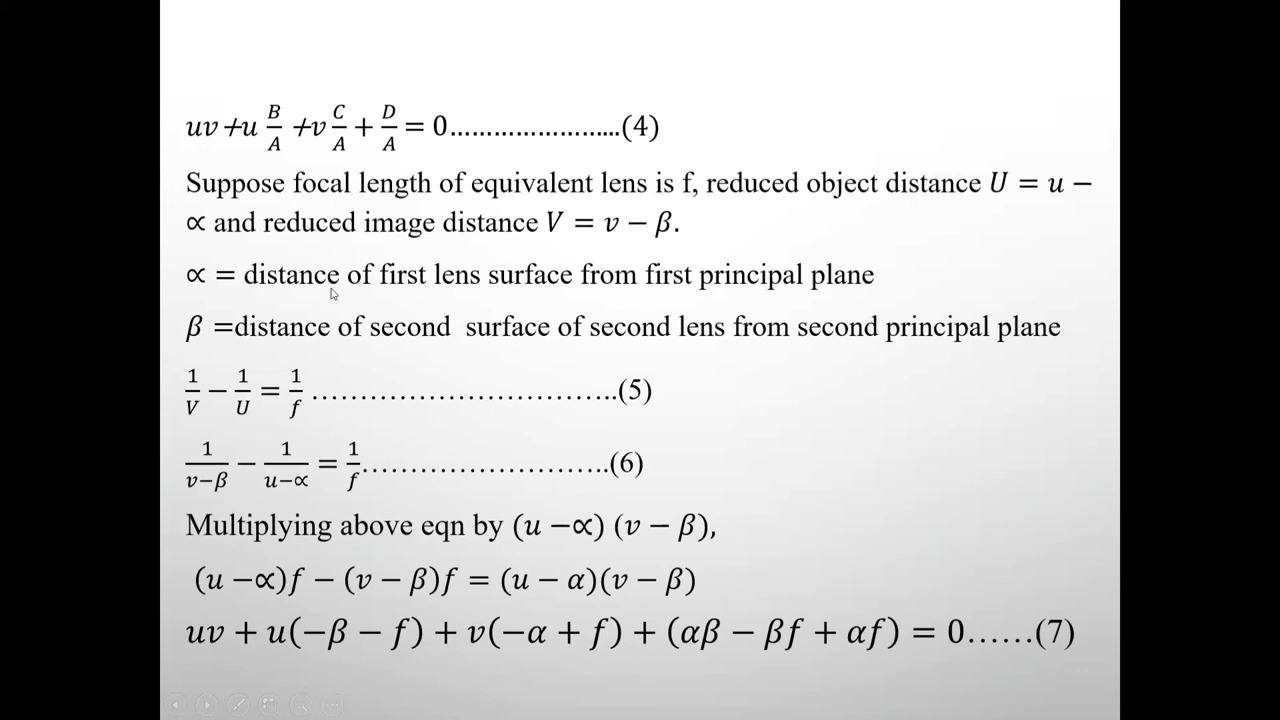 uv +u B/A +v C/A + D/A = 0........................(4)
Suppose focal length of equivalent lens is f, reduced object distance U = u −
∝ and reduced image distance V = v − β.
∝ = distance of first lens surface from first principal plane
β =distance of second surface of second lens from second principal plane
1/V − 1/U = 1/f ……………………………….(5)
1/(v−β) − 1/(u−∝) = 1/f………………………..(6)
Multiplying above eqn by (u −∝) (v − β),
(u −∝)f − (v − β)f = (u − α)(v − β)
uv + u(−β − f) + v(−α + f) + (αβ − βf + αf) = 0……(7)